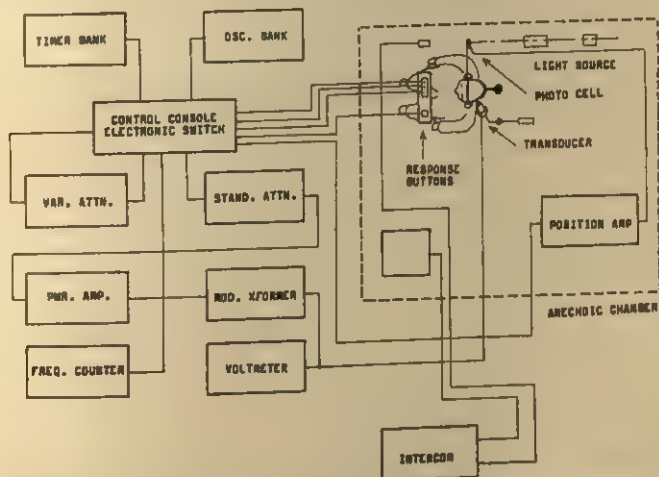 TIMER BANK
OSC. BANK
LIGHT SOURCE
PHOTO CELL
CONTROL CONSOLE
ELECTRONIC SWITCH
TRANSDUCER
RESPONSE
BUTTONS
VAR. ATTN.
STAND. ATTN.
POSITION AMP
PWR. AMP.
MOD. XFORMER
ANECHOIC CHAMBER
FREQ. COUNTER
VOLTMETER
INTERCOM